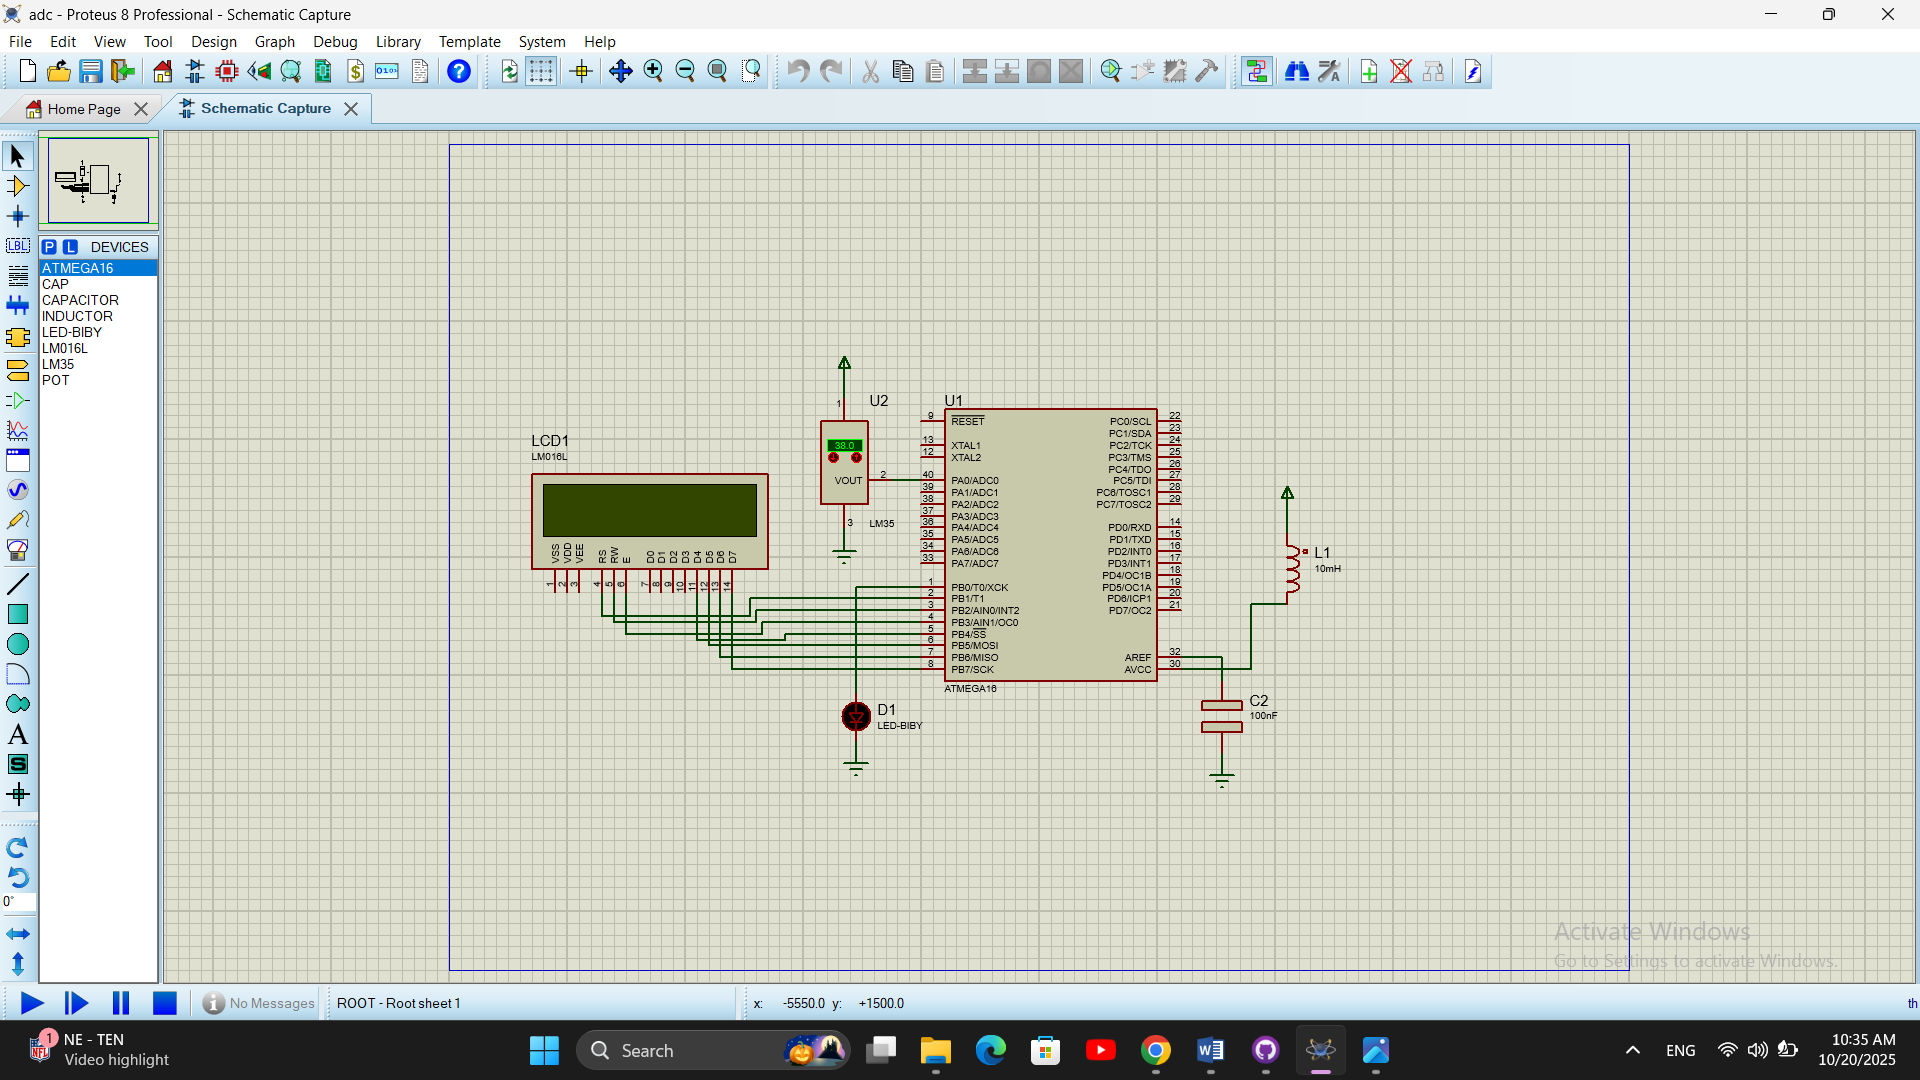 adc - Proteus 8 Professional - Schematic Capture
File Edit View Tool Design Graph Debug Library Template System Help
Home Page
Schematic Capture
P L DEVICES
ATMEGA16
CAP
CAPACITOR
INDUCTOR
LED-BIBY
LM016L
LM35
POT
LBL
A
S
0°
LCD1
LM016L
VSS
VDD
VEE
RS
RW
E
D0
D1
D2
D3
D4
D5
D6
D7
1
2
3
4
5
6
7
8
9
10
11
12
13
14
U2
1
38.0
VOUT
2
3
LM35
U1
9 RESET
13 XTAL1
12 XTAL2
40 PA0/ADC0
39 PA1/ADC1
38 PA2/ADC2
37 PA3/ADC3
36 PA4/ADC4
35 PA5/ADC5
34 PA6/ADC6
33 PA7/ADC7
1 PB0/T0/XCK
2 PB1/T1
3 PB2/AIN0/INT2
4 PB3/AIN1/OC0
5 PB4/SS
6 PB5/MOSI
7 PB6/MISO
8 PB7/SCK
PC0/SCL 22
PC1/SDA 23
PC2/TCK 24
PC3/TMS 25
PC4/TDO 26
PC5/TDI 27
PC6/TOSC1 28
PC7/TOSC2 29
PD0/RXD 14
PD1/TXD 15
PD2/INT0 16
PD3/INT1 17
PD4/OC1B 18
PD5/OC1A 19
PD6/ICP1 20
PD7/OC2 21
AREF 32
AVCC 30
ATMEGA16
D1
LED-BIBY
L1
10mH
C2
100nF
Activate Windows
Go to Settings to activate Windows.
No Messages
ROOT - Root sheet 1
x: -5550.0 y: +1500.0
th
1
NE - TEN
Video highlight
Search
ENG
10:35 AM
10/20/2025